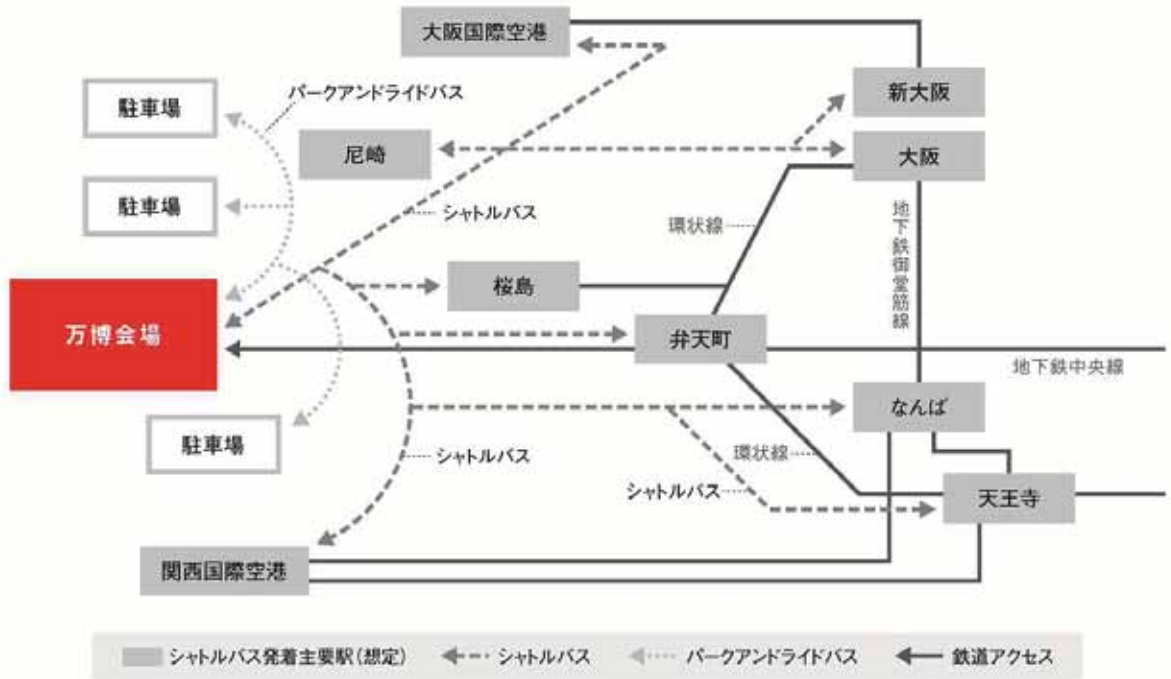 大阪国際空港
新大阪
駐車場
パークアンドライドバス
尼崎
大阪
駐車場
シャトルバス
環状線
地下鉄御堂筋線
桜島
万博会場
弁天町
地下鉄中央線
なんば
駐車場
シャトルバス
環状線
シャトルバス
天王寺
関西国際空港
シャトルバス発着主要駅(想定)
シャトルバス
パークアンドライドバス
鉄道アクセス